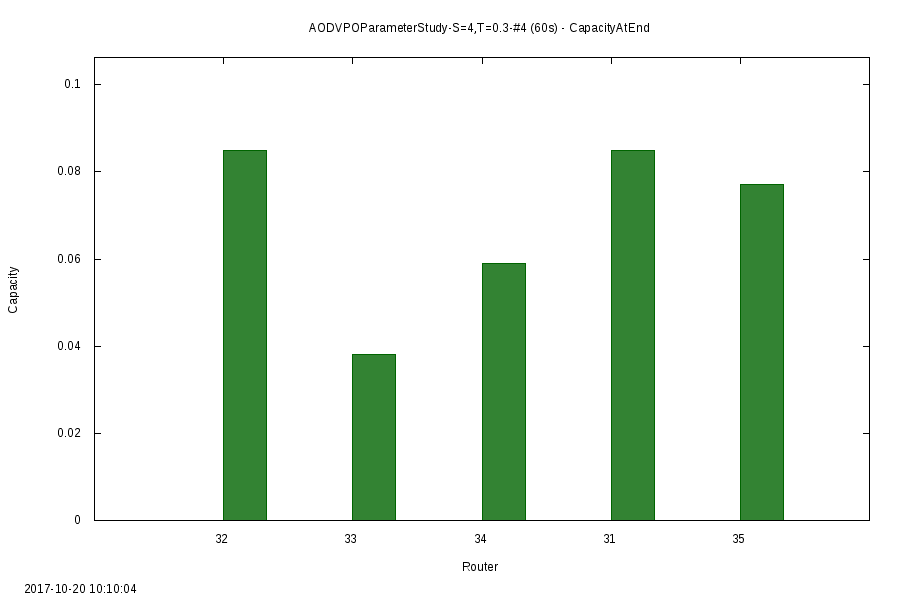 AODVPOParameterStudy-S=4,T=0.3-#4 (60s) - CapacityAtEnd
0.1
0.08
0.06
0.04
0.02
0
Capacity
32 33 34 31 35
Router
2017-10-20 10:10:04